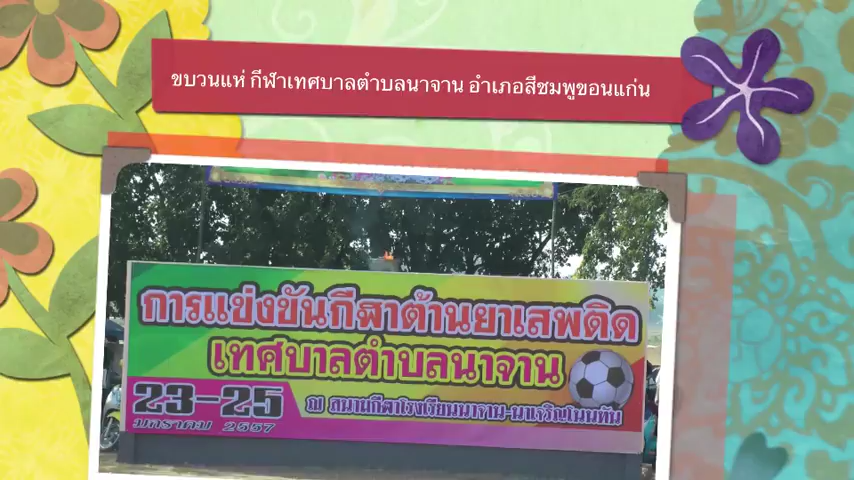 ขบวนแห่ กีฬาเทศบาลตำบลนาจาน อำเภอสีชมพูขอนแก่น
การแข่งขันกีฬาต้านยาเสพติด
เทศบาลตำบลนาจาน
23-25
มกราคม 2557
ณ สนามกีฬาโรงเรียนนาจาน-นาเจริญโนนทัน